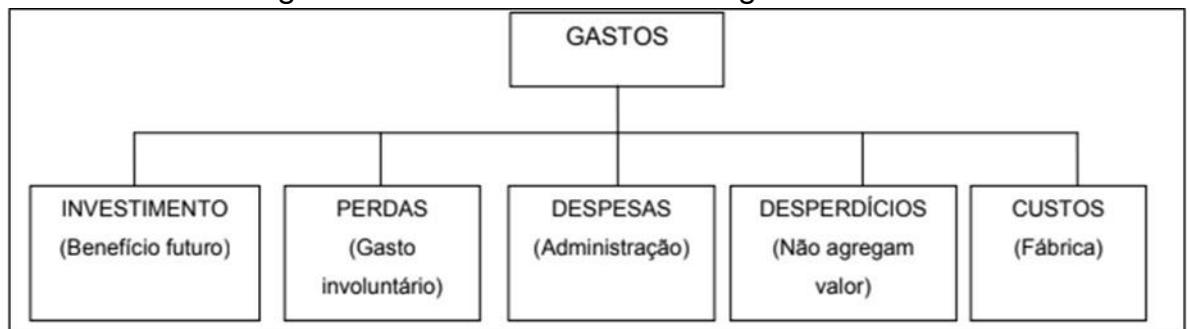 GASTOS
INVESTIMENTO
(Benefício futuro)
PERDAS
(Gasto
involuntário)
DESPESAS
(Administração)
DESPERDÍCIOS
(Não agregam
valor)
CUSTOS
(Fábrica)